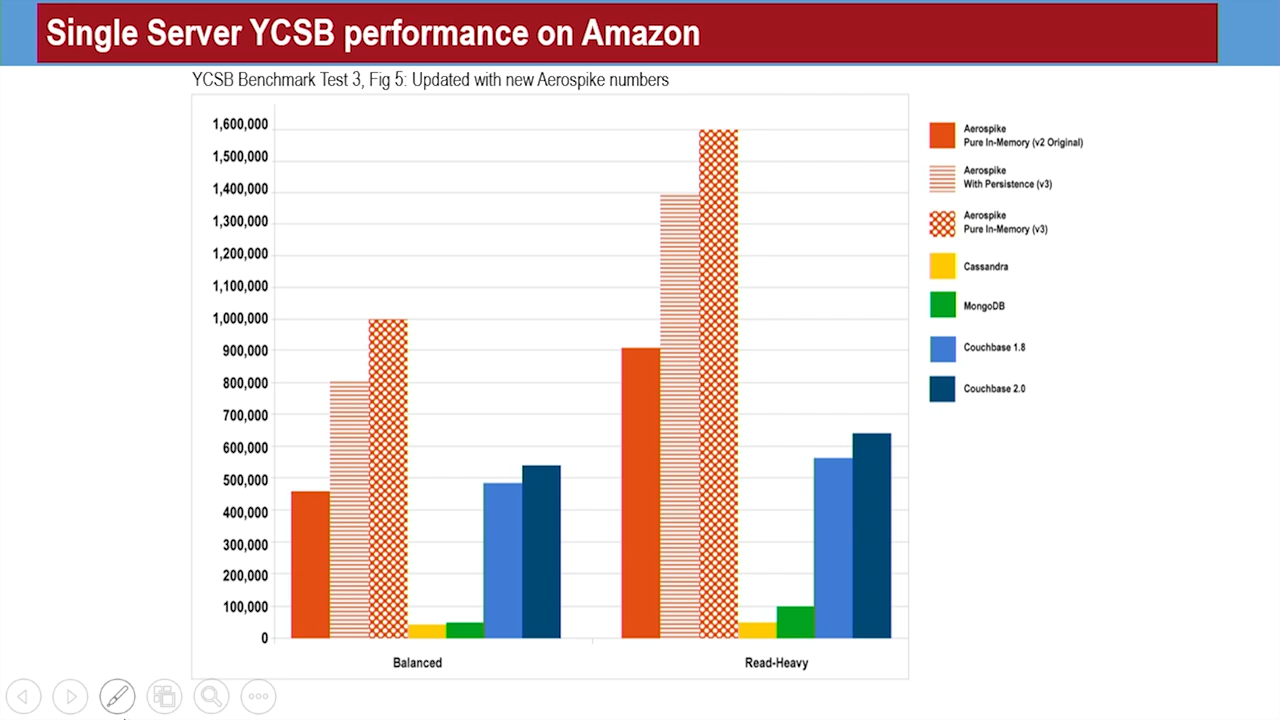 Single Server YCSB performance on Amazon
YCSB Benchmark Test 3, Fig 5: Updated with new Aerospike numbers
1,600,000
1,500,000
1,400,000
1,300,000
1,200,000
1,100,000
1,000,000
900,000
800,000
700,000
600,000
500,000
400,000
300,000
200,000
100,000
0
Balanced
Read-Heavy
Aerospike
Pure In-Memory (v2 Original)
Aerospike
With Persistence (v3)
Aerospike
Pure In-Memory (v3)
Cassandra
MongoDB
Couchbase 1.8
Couchbase 2.0